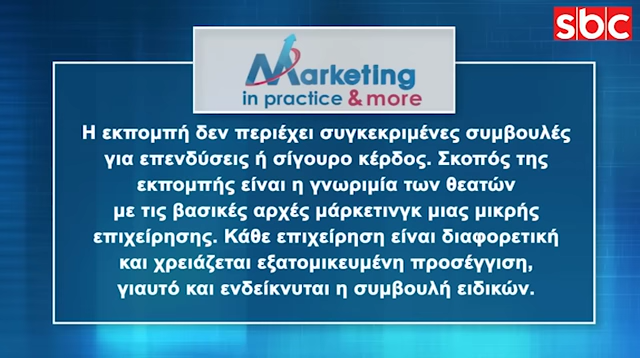 sbc
Marketing
in practice & more
Η εκπομπή δεν περιέχει συγκεκριμένες συμβουλές
για επενδύσεις ή σίγουρο κέρδος. Σκοπός της
εκπομπής είναι η γνωριμία των θεατών
με τις βασικές αρχές μάρκετινγκ μιας μικρής
επιχείρησης. Κάθε επιχείρηση είναι διαφορετική
και χρειάζεται εξατομικευμένη προσέγγιση,
γιαυτό και ενδείκνυται η συμβουλή ειδικών.